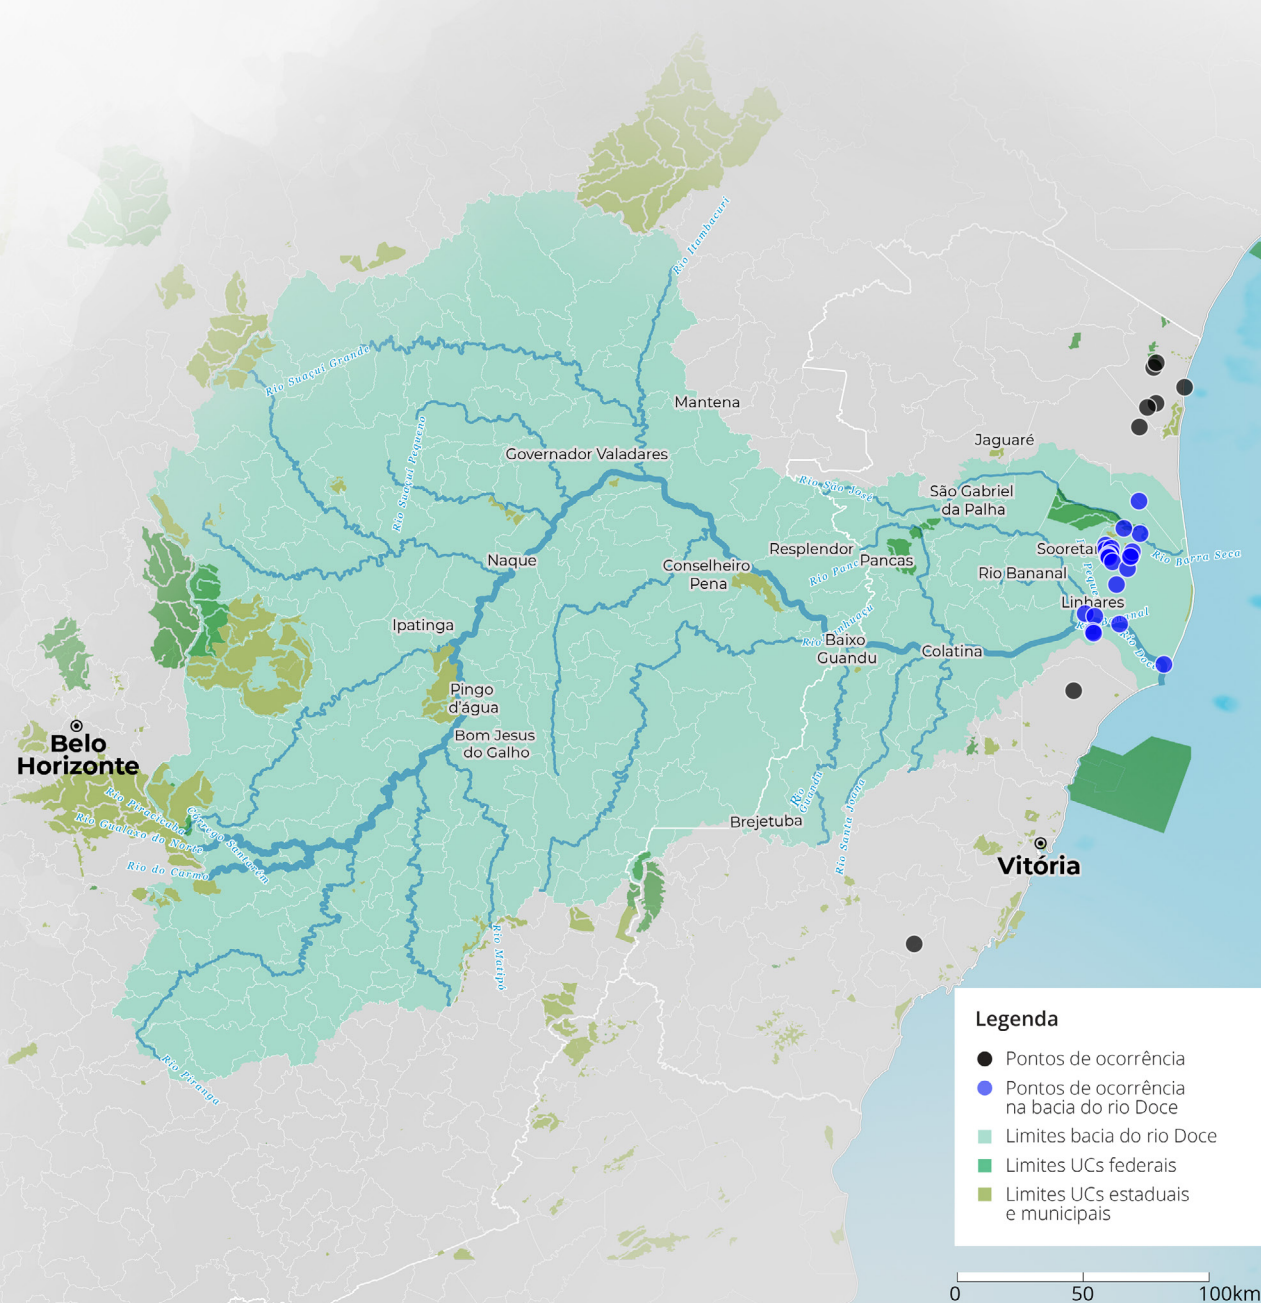 Rio Itambacuri
Rio Suaçuí Grande
Mantena
Rio Suaçuí Pequeno
Jaguaré
Governador Valadares
Rio São José
São Gabriel
da Palha
Resplendor
Pancas
Rio Panc
Sooreta
Rio Barra Seca
Naque
Conselheiro
Pena
Rio Bananal
Linhares
Ipatinga
Baixo
Guandu
Colatina
Rio Doce
Pingo
d'água
Belo
Horizonte
Bom Jesus
do Galho
Rio Piracicaba
Rio Gualaxo do Norte
Córrego Santarém
Rio do Carmo
Rio
Guandu
Rio Santa Joana
Brejetuba
Vitória
Rio Matipó
Rio Piranga
Legenda
Pontos de ocorrência
Pontos de ocorrência
na bacia do rio Doce
Limites bacia do rio Doce
Limites UCs federais
Limites UCs estaduais
e municipais
0 50 100km